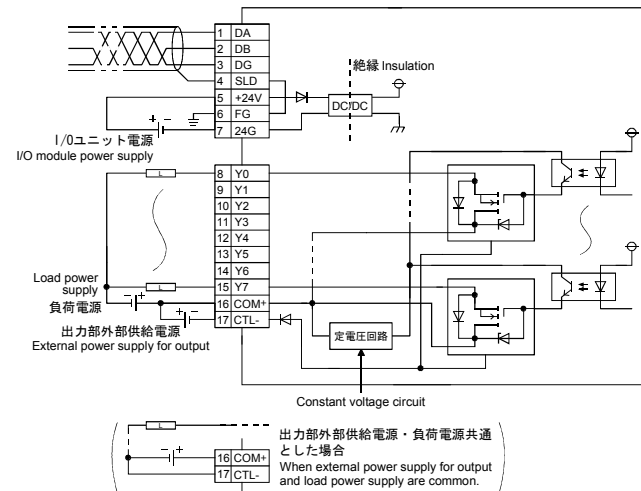 1 DA
2 DB
3 DG
4 SLD
5 +24V
6 FG
7 24G
絶縁 Insulation
DC/DC
I/Oユニット電源
I/O module power supply
8 Y0
9 Y1
10 Y2
11 Y3
12 Y4
13 Y5
14 Y6
15 Y7
16 COM+
17 CTL-
L
L
Load power
supply
負荷電源
出力部外部供給電源
External power supply for output
定電圧回路
Constant voltage circuit
L
16 COM+
17 CTL-
出力部外部供給電源・負荷電源共通
とした場合
When external power supply for output
and load power supply are common.